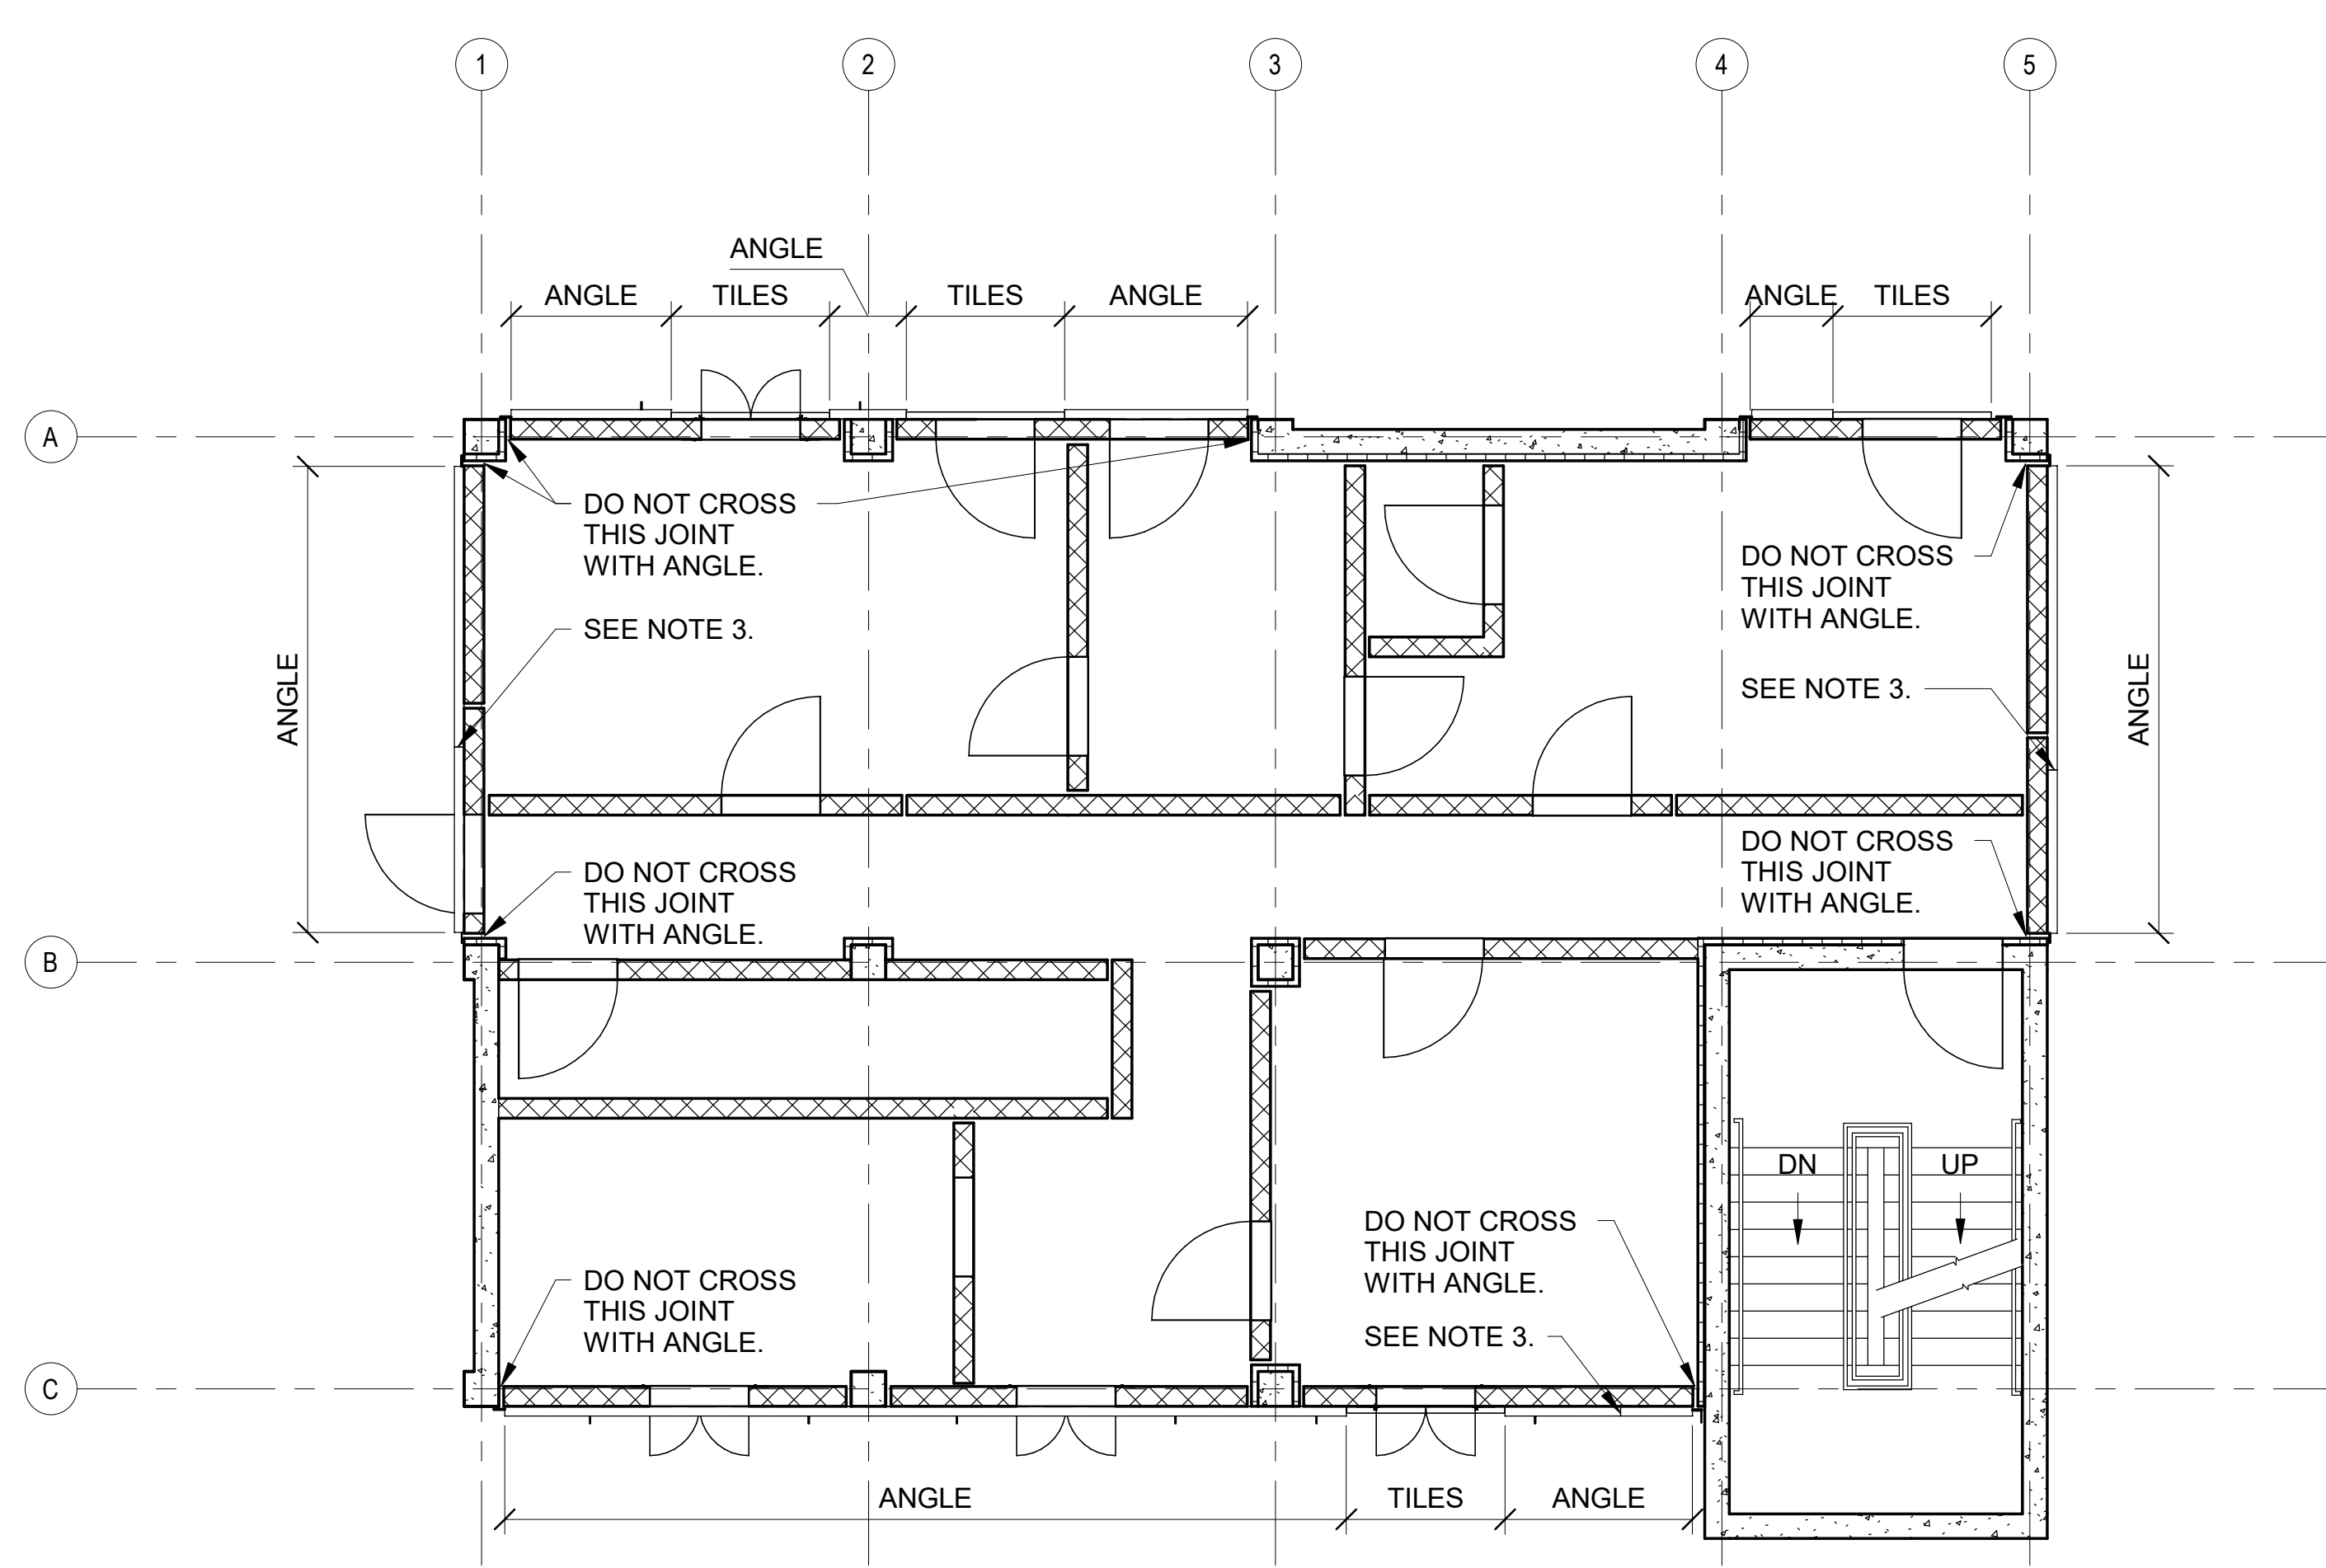 1
2
3
4
5
ANGLE
ANGLE
TILES
TILES
ANGLE
ANGLE
TILES
A
DO NOT CROSS
THIS JOINT
WITH ANGLE.
DO NOT CROSS
THIS JOINT
WITH ANGLE.
SEE NOTE 3.
SEE NOTE 3.
ANGLE
ANGLE
DO NOT CROSS
THIS JOINT
WITH ANGLE.
DO NOT CROSS
THIS JOINT
WITH ANGLE.
B
DN
UP
DO NOT CROSS
THIS JOINT
WITH ANGLE.
SEE NOTE 3.
DO NOT CROSS
THIS JOINT
WITH ANGLE.
C
ANGLE
TILES
ANGLE